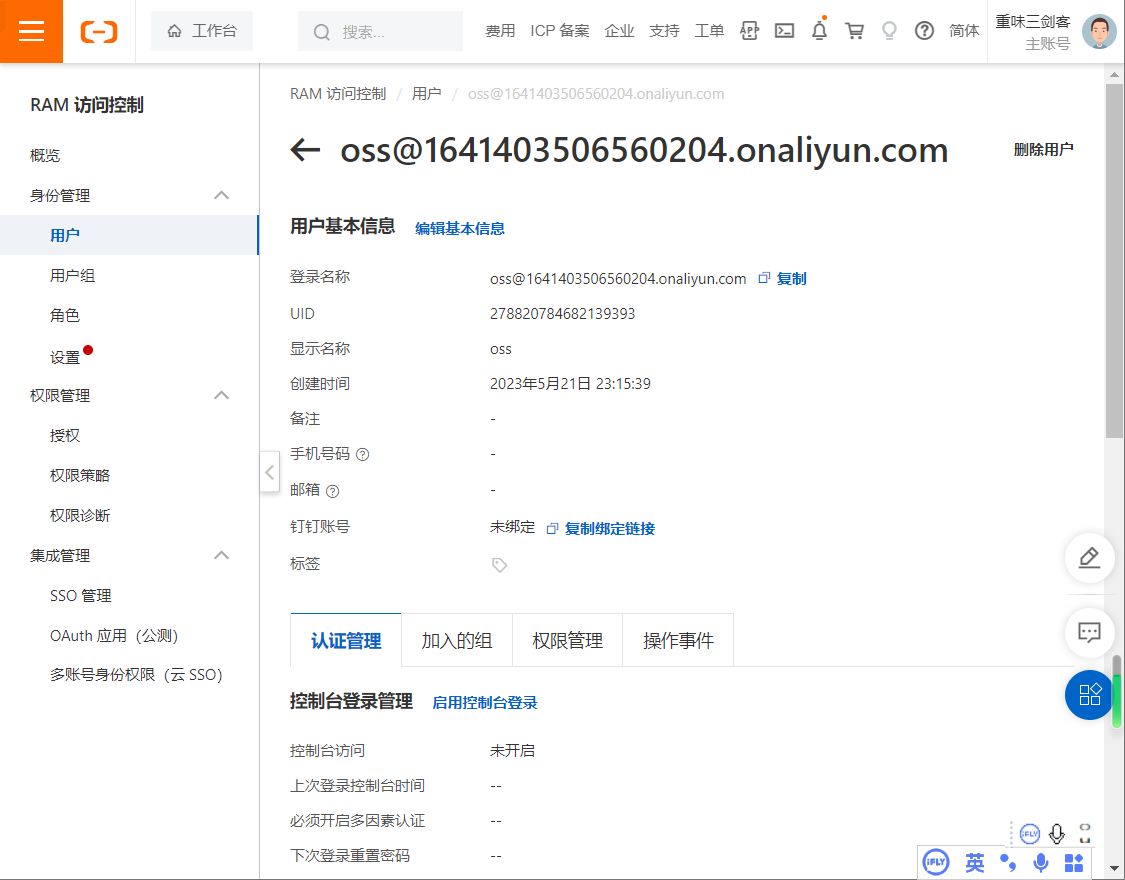 工作台 搜索... 费用 ICP 备案 企业 支持 工单 APP 简体 重味三剑客
主账号
RAM 访问控制
概览
身份管理
用户
用户组
角色
设置
权限管理
授权
权限策略
权限诊断
集成管理
SSO 管理
OAuth 应用（公测）
多账号身份权限（云 SSO）
RAM 访问控制 / 用户 / oss@1641403506560204.onaliyun.com
oss@1641403506560204.onaliyun.com 删除用户
用户基本信息 编辑基本信息
登录名称 oss@1641403506560204.onaliyun.com 复制
UID 278820784682139393
显示名称 oss
创建时间 2023年5月21日 23:15:39
备注 -
手机号码 -
邮箱 -
钉钉账号 未绑定 复制绑定链接
标签
认证管理 加入的组 权限管理 操作事件
控制台登录管理 启用控制台登录
控制台访问 未开启
上次登录控制台时间 --
必须开启多因素认证 --
下次登录重置密码 --
iFLY
iFLY 英